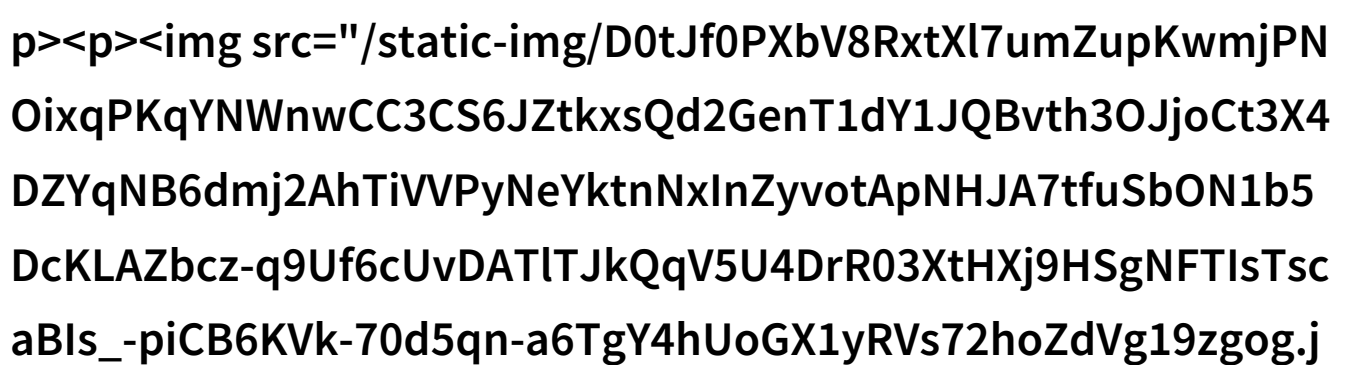 p><p><img src="/static-img/D0tJf0PXbV8RxtXl7umZupKwmjPN
OixqPKqYNWnwCC3CS6JZtkxsQd2GenT1dY1JQBvth3OJjoCt3X4
DZYqNB6dmj2AhTiVVPyNeYktnNxInZyvotApNHJA7tfuSbON1b5
DcKLAZbcz-q9Uf6cUvDATlTJkQqV5U4DrR03XtHXj9HSgNFTIsTsc
aBIs_-piCB6KVk-70d5qn-a6TgY4hUoGX1yRVs72hoZdVg19zgog.j